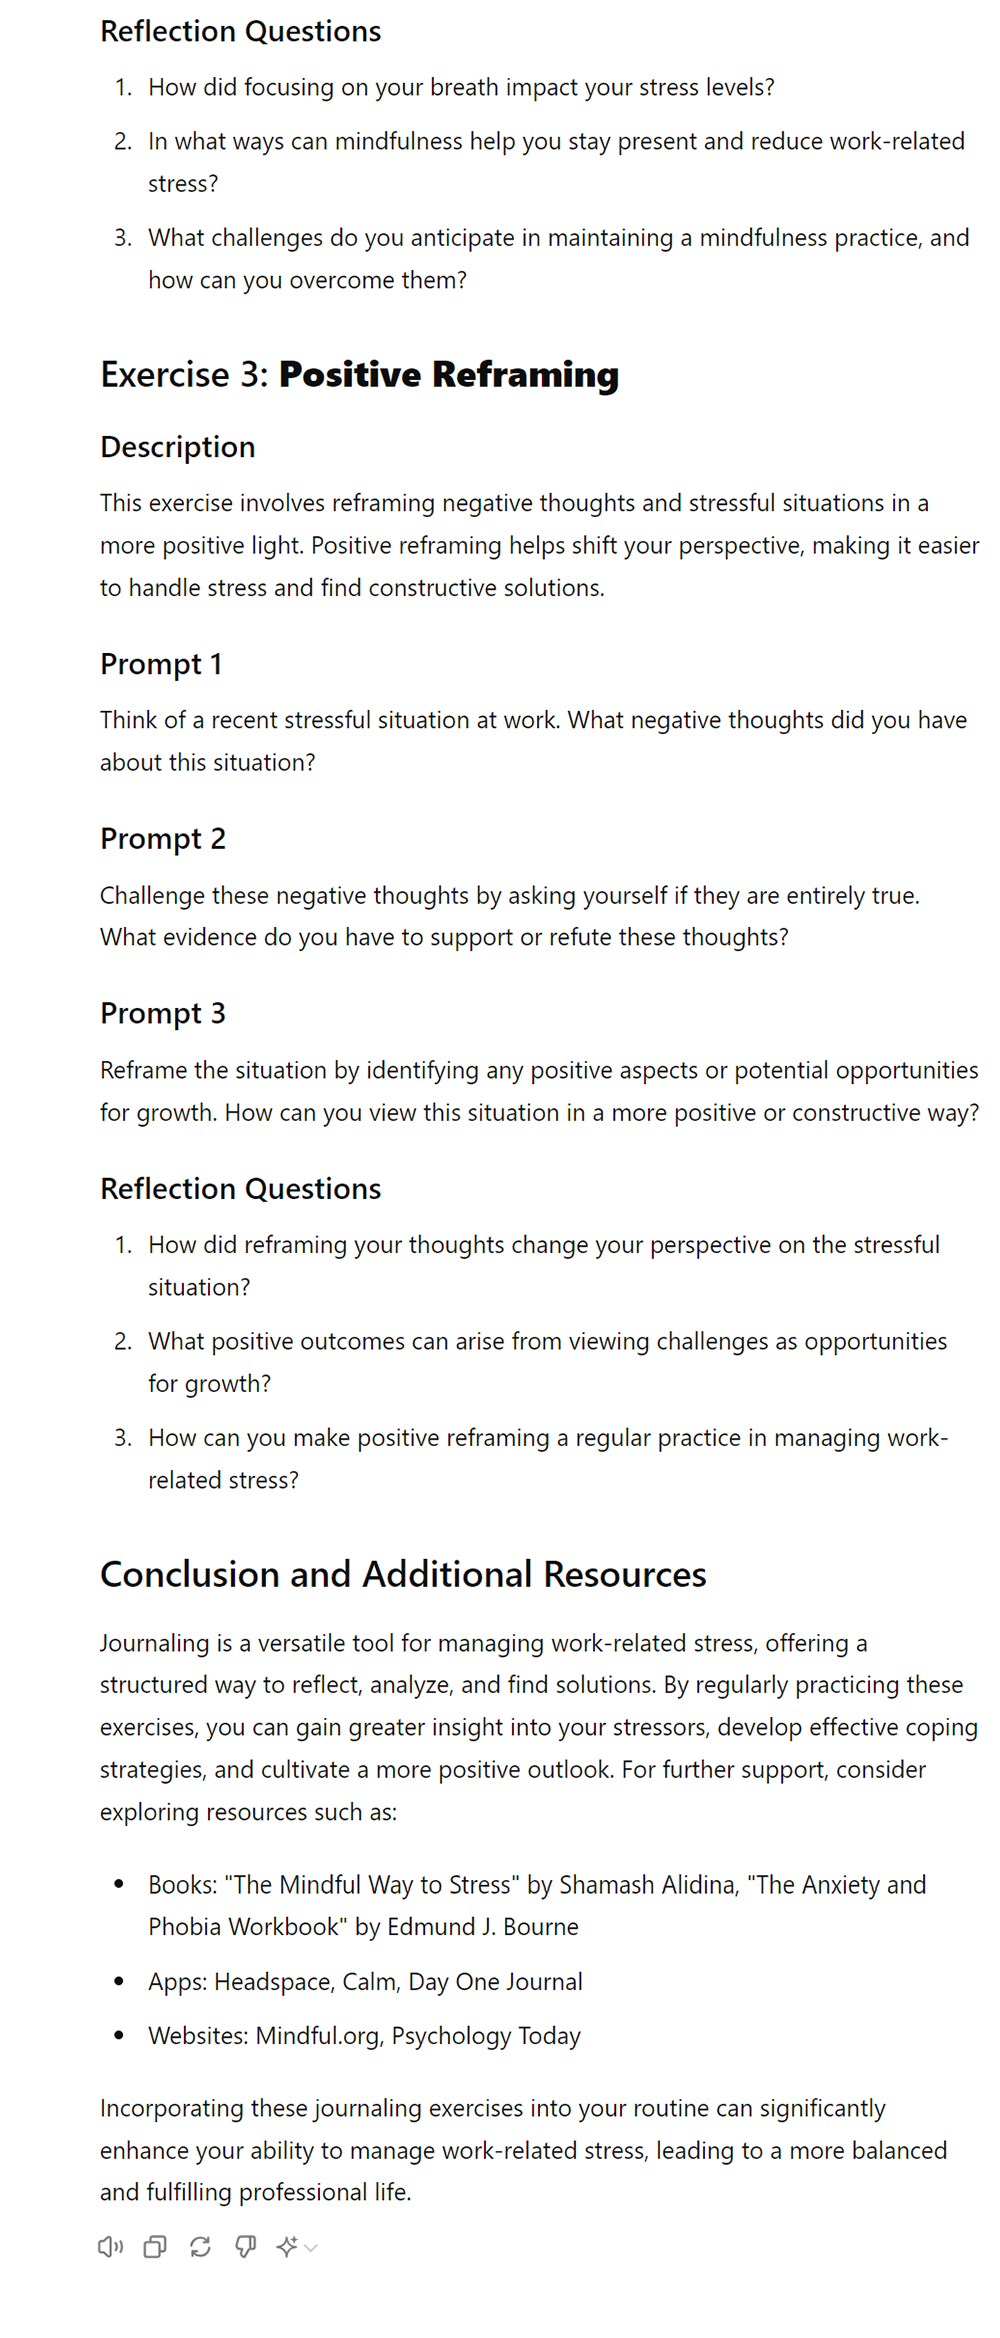 Reflection Questions
1. How did focusing on your breath impact your stress levels?
2. In what ways can mindfulness help you stay present and reduce work-related
stress?
3. What challenges do you anticipate in maintaining a mindfulness practice, and
how can you overcome them?
Exercise 3: Positive Reframing
Description
This exercise involves reframing negative thoughts and stressful situations in a
more positive light. Positive reframing helps shift your perspective, making it easier
to handle stress and find constructive solutions.
Prompt 1
Think of a recent stressful situation at work. What negative thoughts did you have
about this situation?
Prompt 2
Challenge these negative thoughts by asking yourself if they are entirely true.
What evidence do you have to support or refute these thoughts?
Prompt 3
Reframe the situation by identifying any positive aspects or potential opportunities
for growth. How can you view this situation in a more positive or constructive way?
Reflection Questions
1. How did reframing your thoughts change your perspective on the stressful
situation?
2. What positive outcomes can arise from viewing challenges as opportunities
for growth?
3. How can you make positive reframing a regular practice in managing work-
related stress?
Conclusion and Additional Resources
Journaling is a versatile tool for managing work-related stress, offering a
structured way to reflect, analyze, and find solutions. By regularly practicing these
exercises, you can gain greater insight into your stressors, develop effective coping
strategies, and cultivate a more positive outlook. For further support, consider
exploring resources such as:
• Books: "The Mindful Way to Stress" by Shamash Alidina, "The Anxiety and
Phobia Workbook" by Edmund J. Bourne
• Apps: Headspace, Calm, Day One Journal
• Websites: Mindful.org, Psychology Today
Incorporating these journaling exercises into your routine can significantly
enhance your ability to manage work-related stress, leading to a more balanced
and fulfilling professional life.